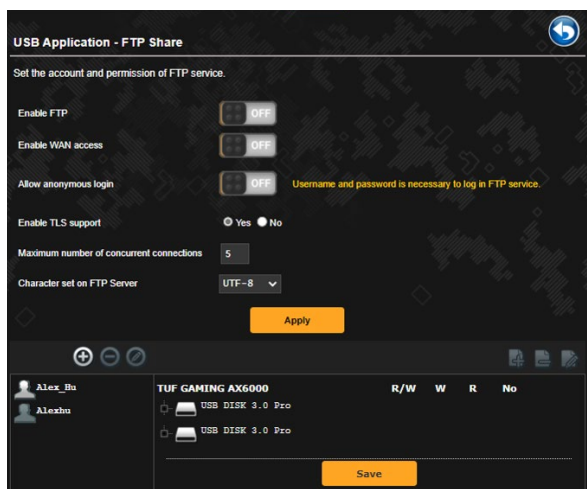 USB Application - FTP Share
Set the account and permission of FTP service.
Enable FTP OFF
Enable WAN access OFF
Allow anonymous login OFF Username and password is necessary to log in FTP service.
Enable TLS support Yes No
Maximum number of concurrent connections 5
Character set on FTP Server UTF-8
Apply
Alex_Hu
Alexhu
TUF GAMING AX6000 R/W W R No
USB DISK 3.0 Pro
USB DISK 3.0 Pro
Save